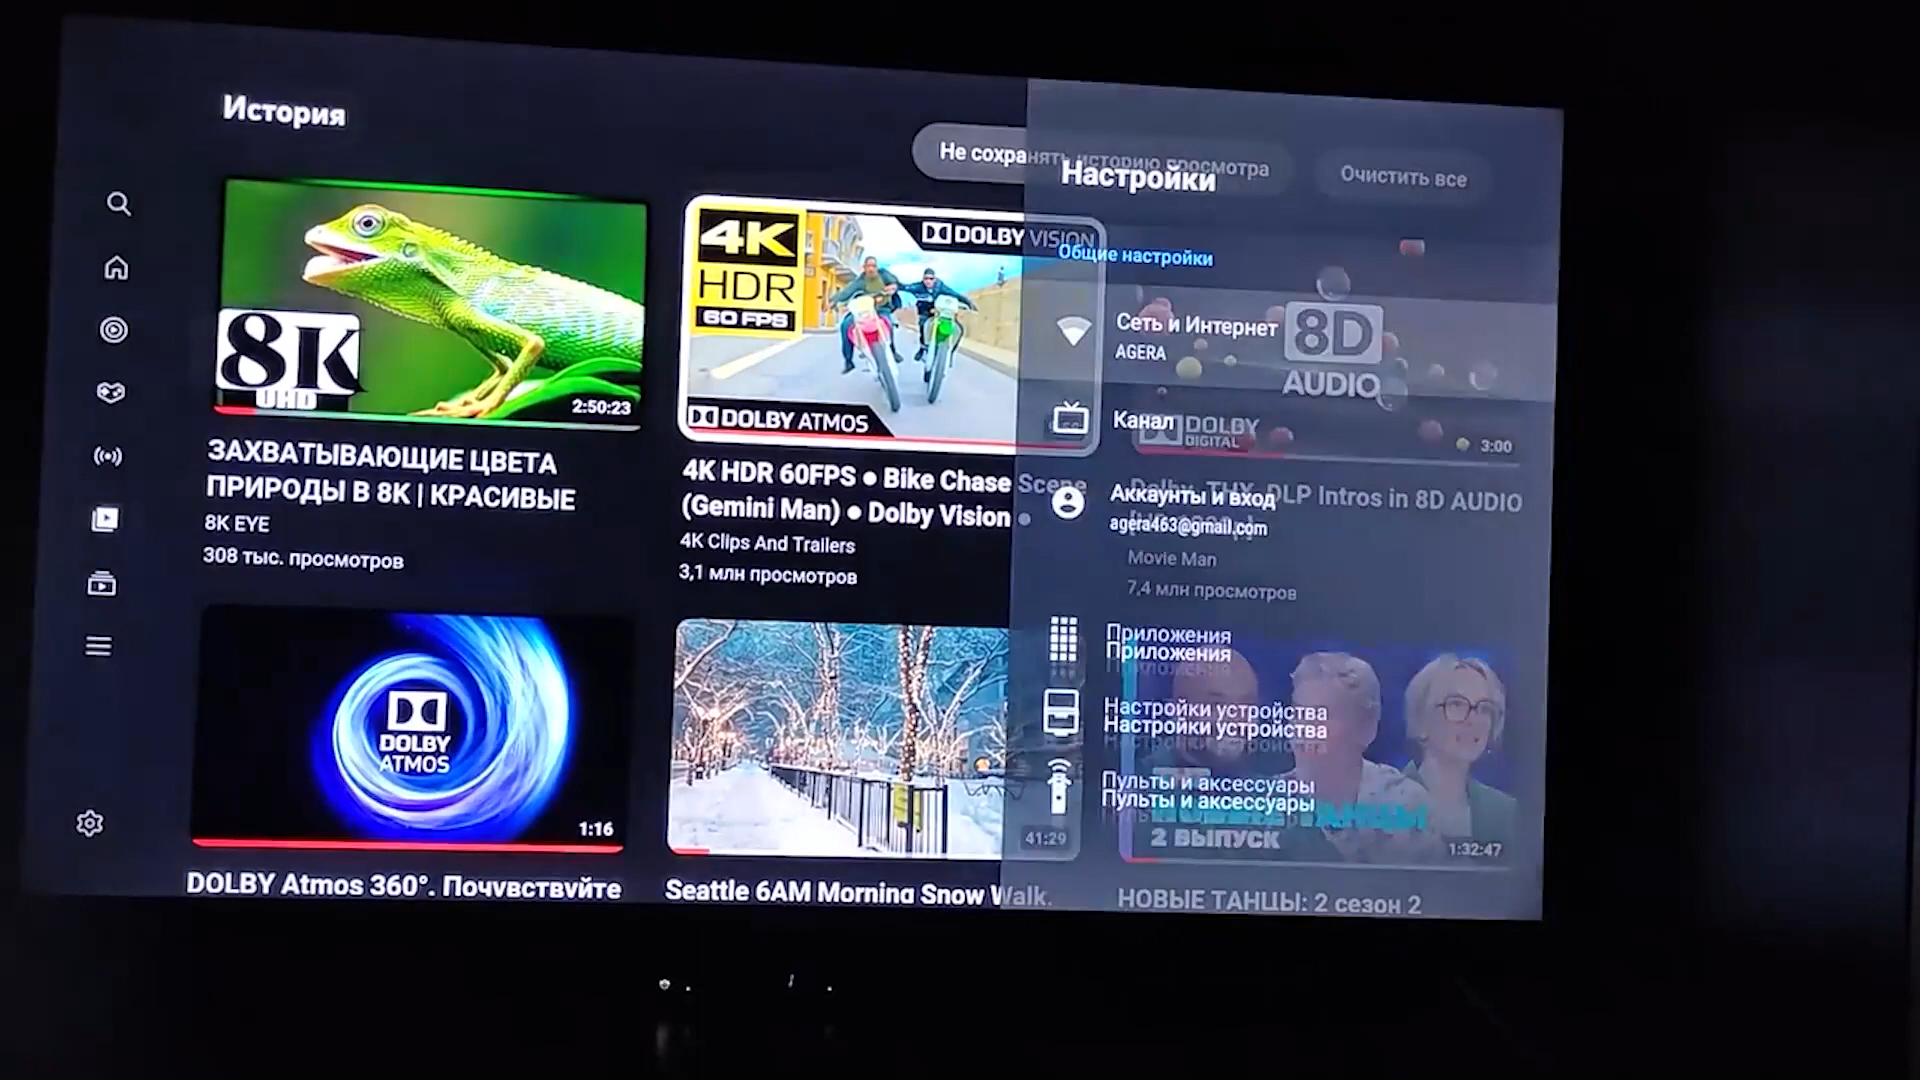 История
Не сохранять историю просмотра
Очистить все
8K
UHD
2:50:23
ЗАХВАТЫВАЮЩИЕ ЦВЕТА
ПРИРОДЫ В 8K | КРАСИВЫЕ
8K EYE
308 тыс. просмотров
4K
HDR
60 FPS
DOLBY VISION
DOLBY ATMOS
4K HDR 60FPS ● Bike Chase Scene
(Gemini Man) ● Dolby Vision ●
4K Clips And Trailers
3,1 млн просмотров
8D
AUDIO
DOLBY
DIGITAL
3:00
DLP Intros in 8D AUDIO
Movie Man
7,4 млн просмотров
DOLBY
ATMOS
1:16
DOLBY Atmos 360°. Почувствуйте
41:29
Seattle 6AM Morning Snow Walk.
2 ВЫПУСК
1:32:47
НОВЫЕ ТАНЦЫ: 2 сезон 2
Настройки
Общие настройки
Сеть и Интернет
AGERA
Канал
Аккаунты и вход
agera463@gmail.com
Приложения
Приложения
Настройки устройства
Настройки устройства
Пульты и аксессуары
Пульты и аксессуары